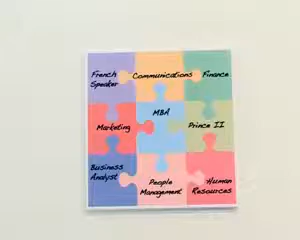 French
Speaker
Communications
Finance
Marketing
MBA
Prince II
Business
Analyst
People
Management
Human
Resources